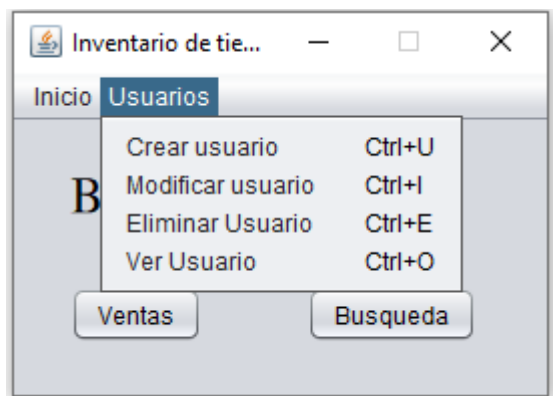 Inventario de tie...
Inicio Usuarios
Crear usuario Ctrl+U
Modificar usuario Ctrl+I
Eliminar Usuario Ctrl+E
Ver Usuario Ctrl+O
Ventas Busqueda